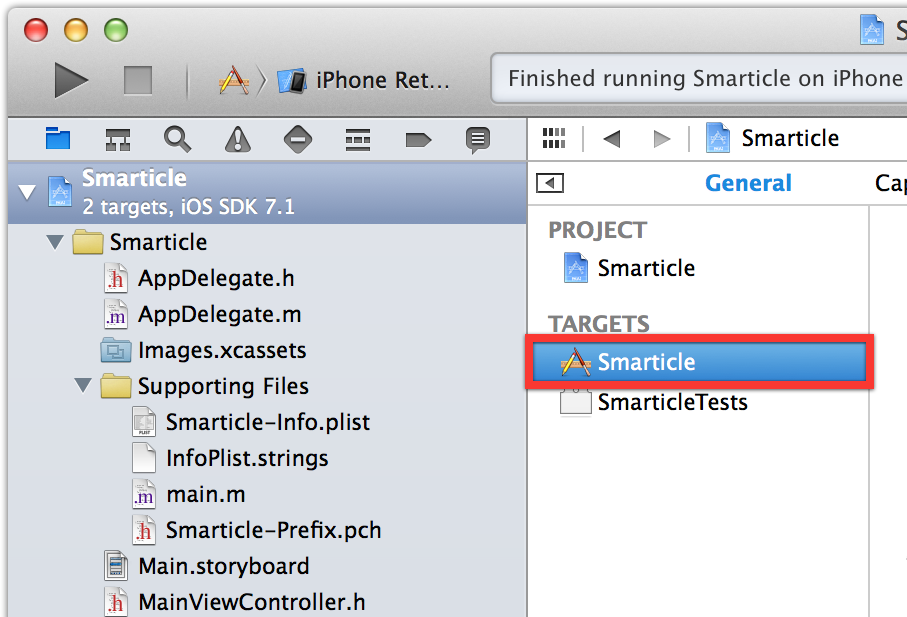 S
iPhone Ret...
Finished running Smarticle on iPhone
Smarticle
Smarticle
2 targets, iOS SDK 7.1
General
Cap
Smarticle
AppDelegate.h
AppDelegate.m
Images.xcassets
Supporting Files
Smarticle-Info.plist
InfoPlist.strings
main.m
Smarticle-Prefix.pch
Main.storyboard
MainViewController.h
PROJECT
Smarticle
TARGETS
Smarticle
SmarticleTests